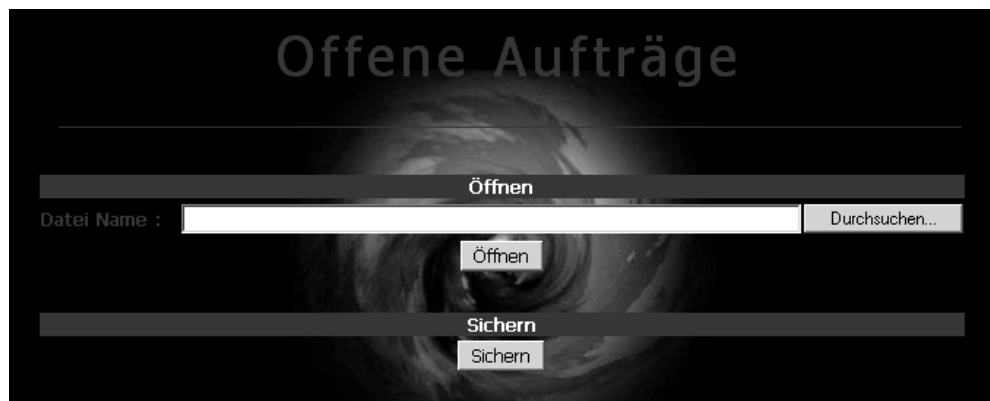 Offene Aufträge
Öffnen
Datei Name : Durchsuchen...
Öffnen
Sichern
Sichern